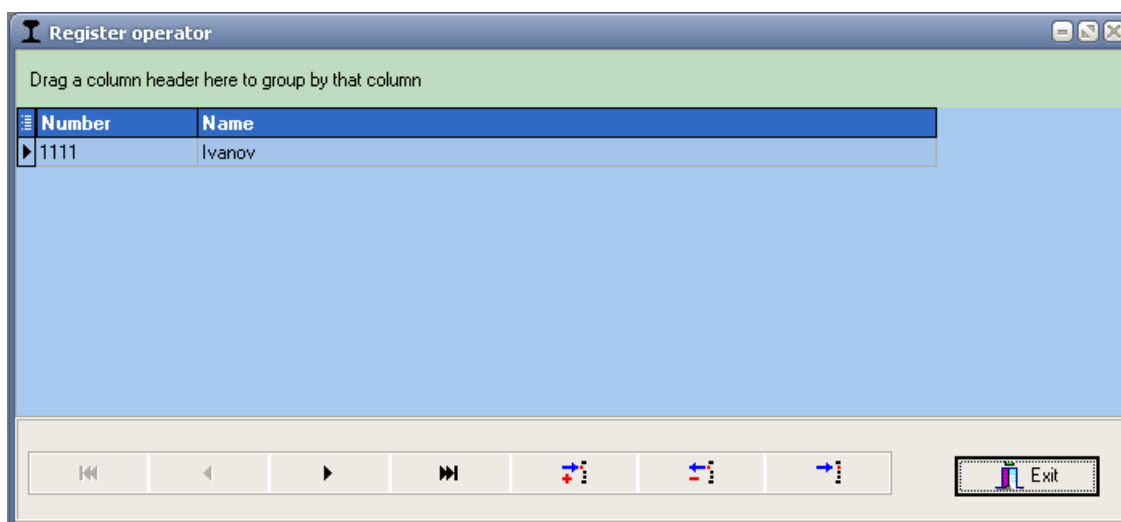 Register operator
Drag a column header here to group by that column
Number Name
1111 Ivanov
Exit